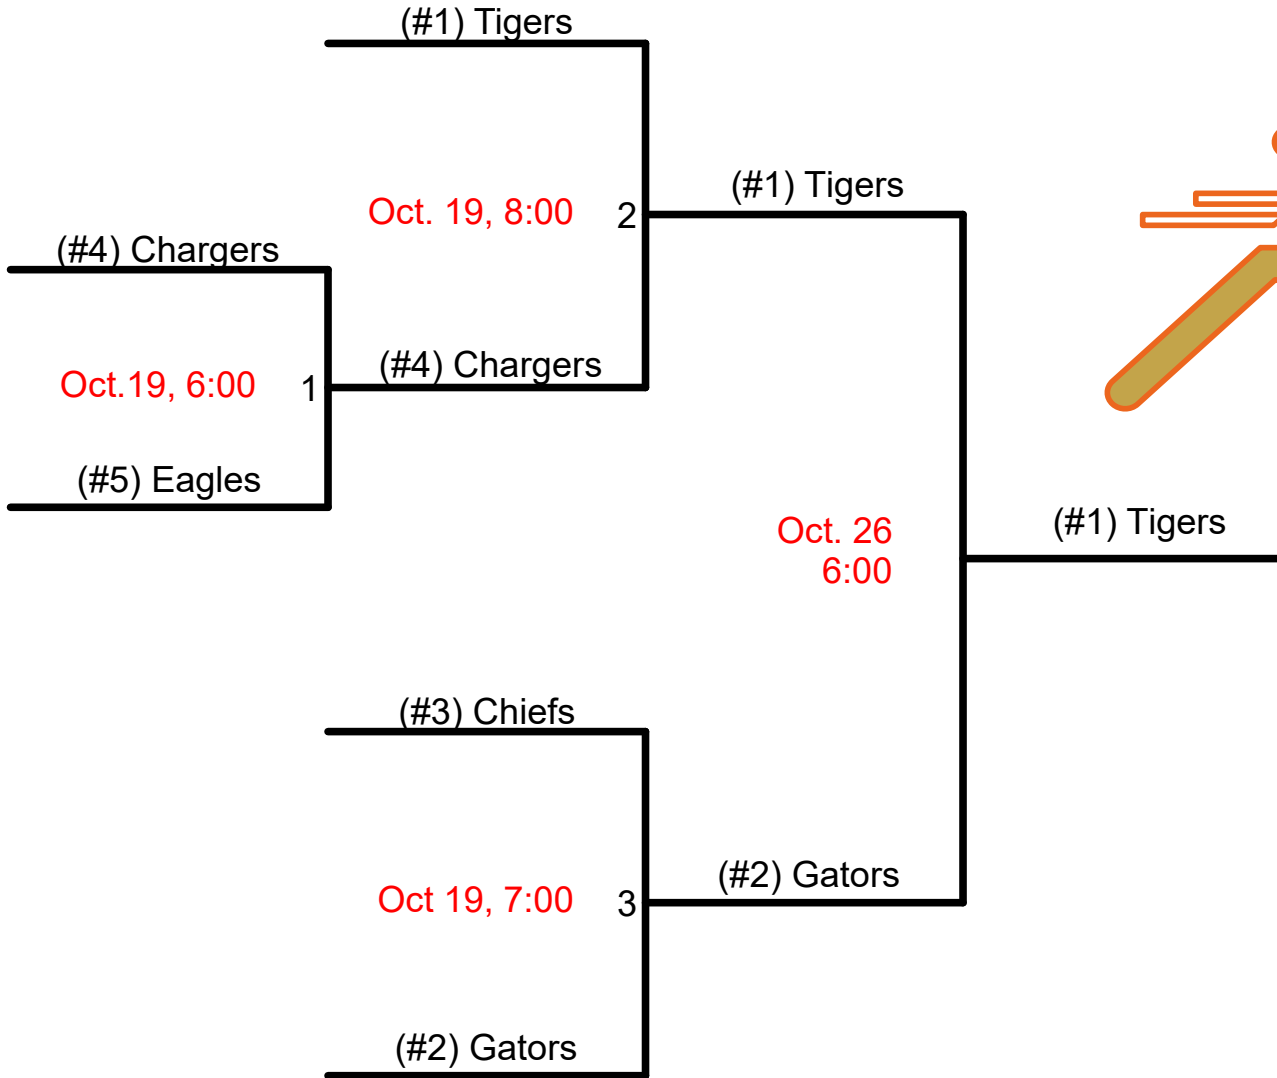 (#1) Tigers
(#1) Tigers
Oct. 19, 8:00
2
(#4) Chargers
(#4) Chargers
Oct.19, 6:00
1
(#5) Eagles
Oct. 26
6:00
(#1) Tigers
(#3) Chiefs
(#2) Gators
Oct 19, 7:00
3
(#2) Gators